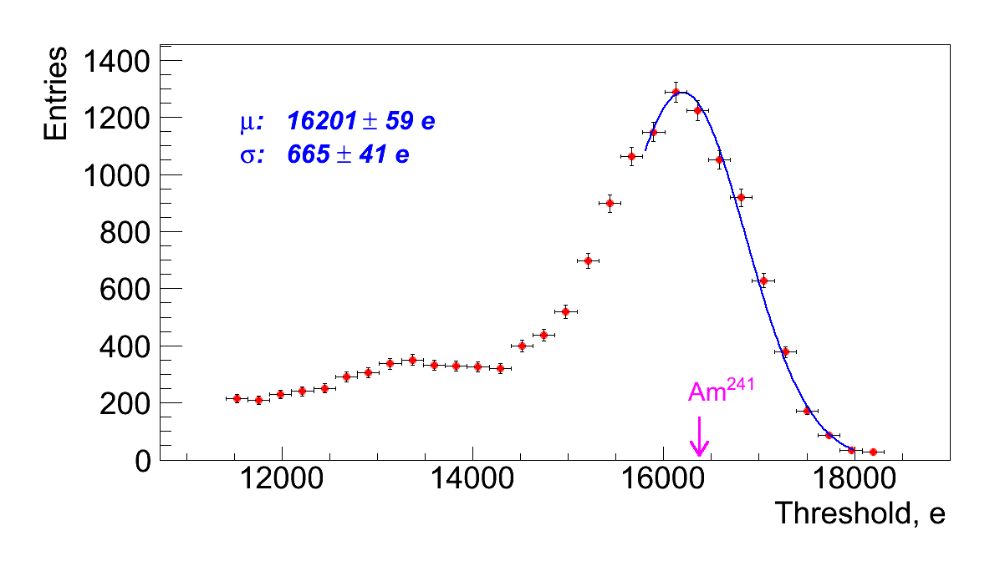 Entries
1400
1200
1000
800
600
400
200
0
μ: 16201 ± 59 e
σ: 665 ± 41 e
Am²⁴¹
12000 14000 16000 18000
Threshold, e